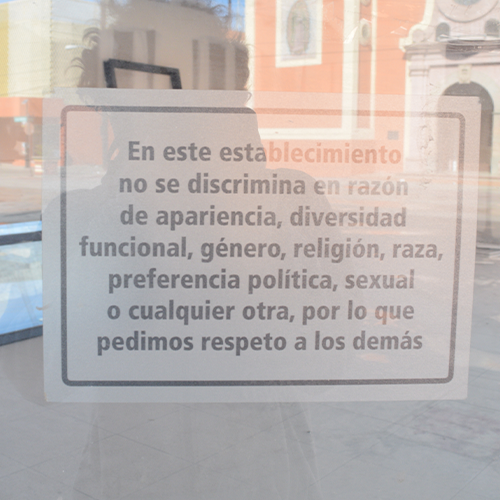 En este establecimiento
no se discrimina en razón
de apariencia, diversidad
funcional, género, religión, raza,
preferencia política, sexual
o cualquier otra, por lo que
pedimos respeto a los demás